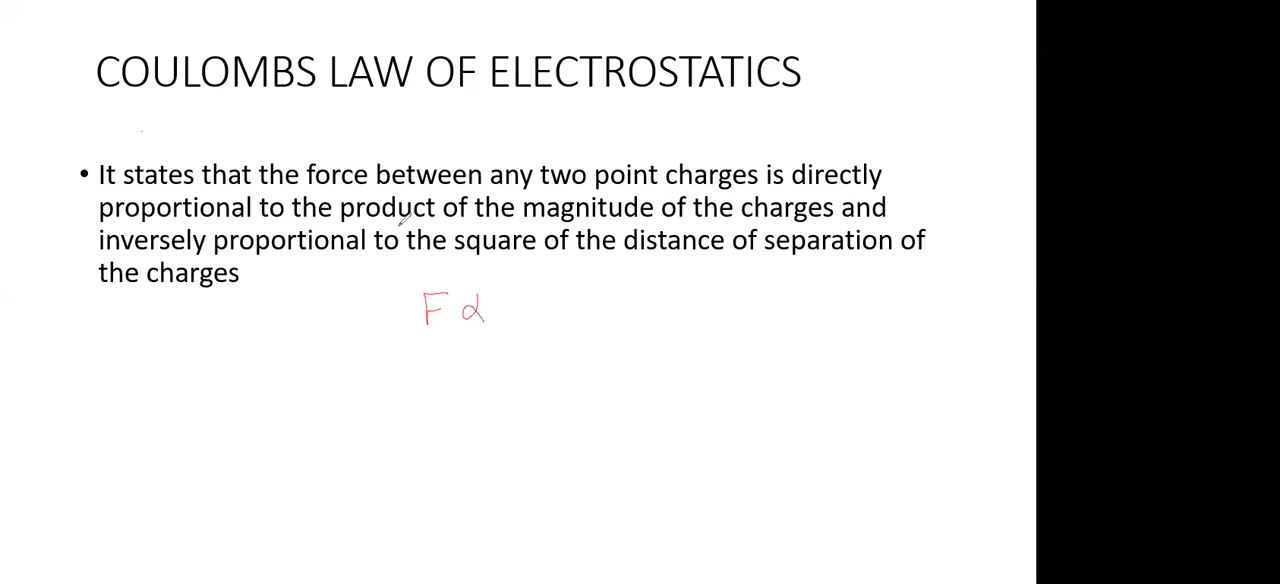 COULOMBS LAW OF ELECTROSTATICS
• It states that the force between any two point charges is directly
proportional to the product of the magnitude of the charges and
inversely proportional to the square of the distance of separation of
the charges
F α